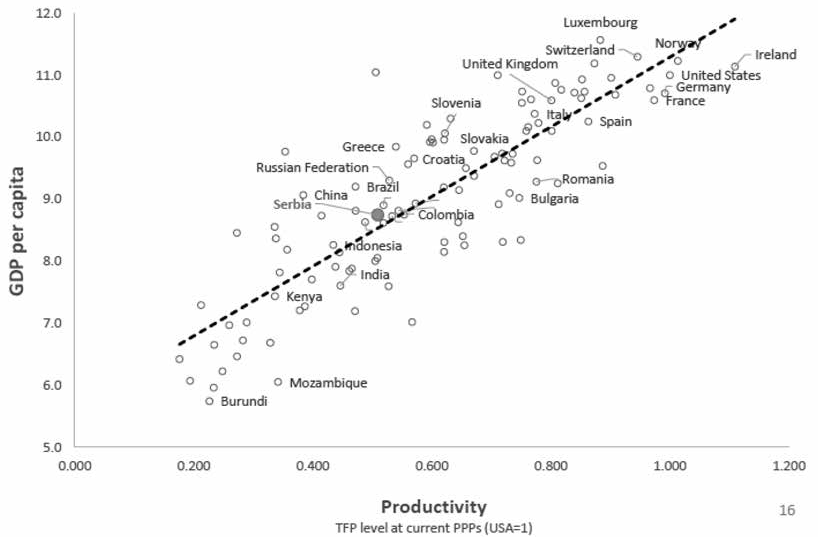 12.0
Luxembourg
Norway
Switzerland
Ireland
United Kingdom
11.0
United States
Germany
France
Slovenia
Italy
Spain
10.0
Greece
Slovakia
Croatia
Russian Federation
Romania
China
Brazil
Bulgaria
9.0
Serbia
Colombia
Indonesia
8.0
India
Kenya
7.0
6.0
Mozambique
Burundi
5.0
GDP per capita
0.000 0.200 0.400 0.600 0.800 1.000 1.200
Productivity
TFP level at current PPPs (USA=1)
16